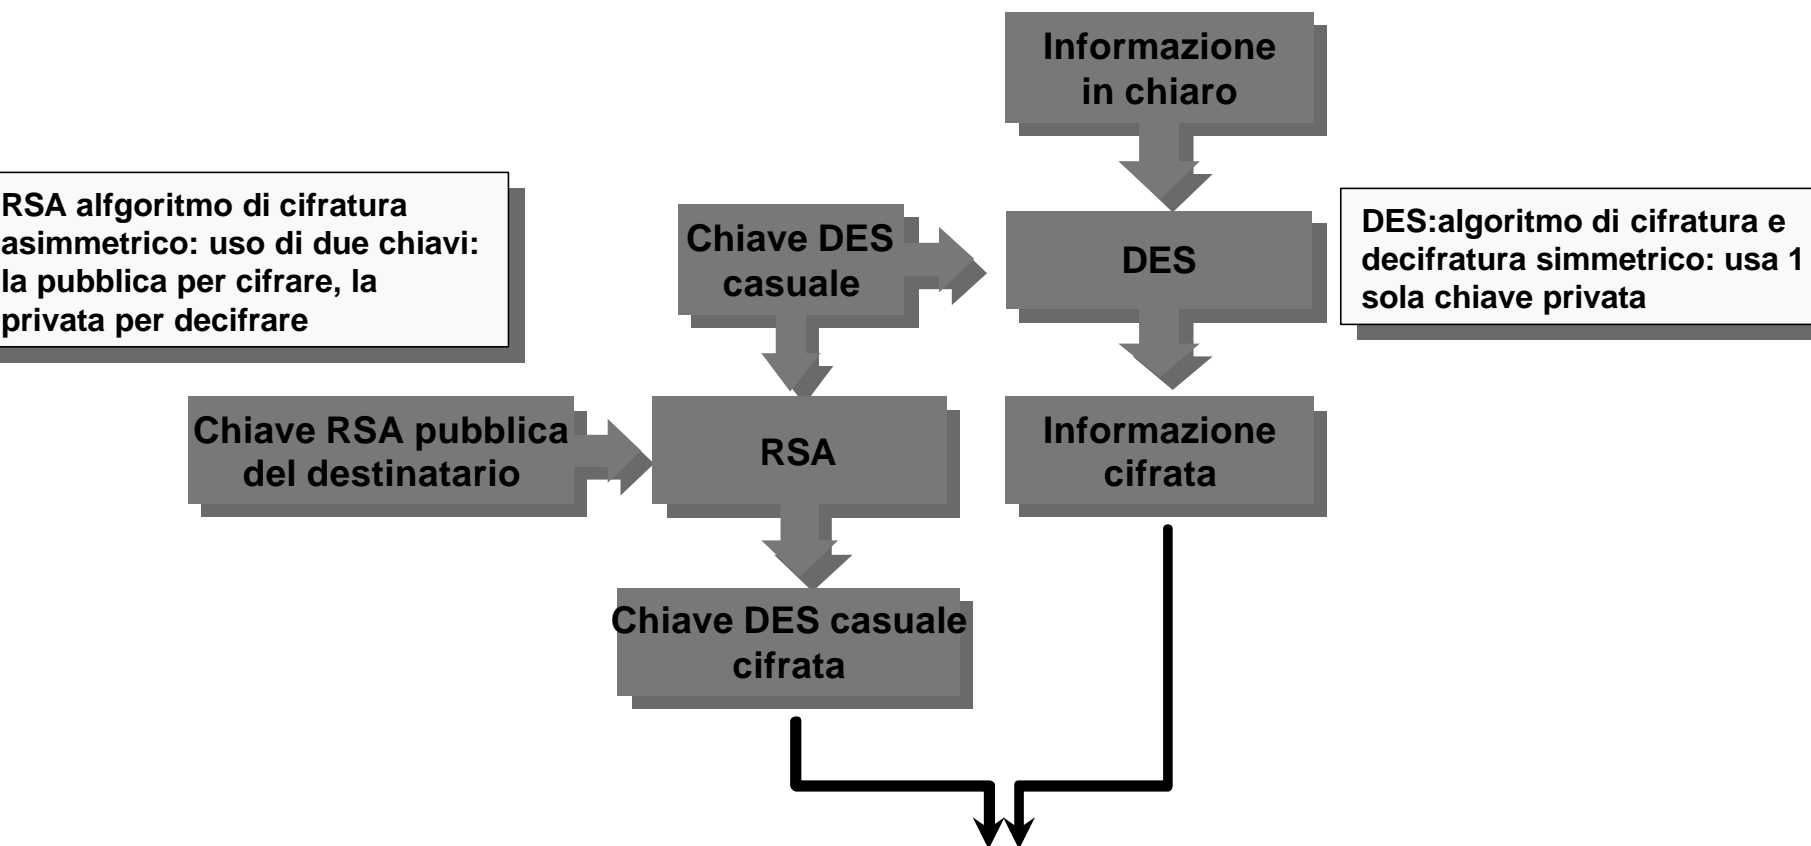 Informazione
in chiaro
RSA alfgoritmo di cifratura
asimmetrico: uso di due chiavi:
la pubblica per cifrare, la
privata per decifrare
Chiave DES
casuale
DES
DES:algoritmo di cifratura e
decifratura simmetrico: usa 1
sola chiave privata
Chiave RSA pubblica
del destinatario
RSA
Informazione
cifrata
Chiave DES casuale
cifrata